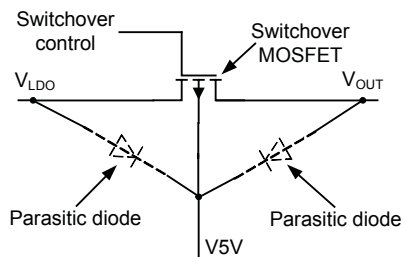 Switchover
control
Switchover
MOSFET
VLDO
VOUT
Parasitic diode
Parasitic diode
V5V